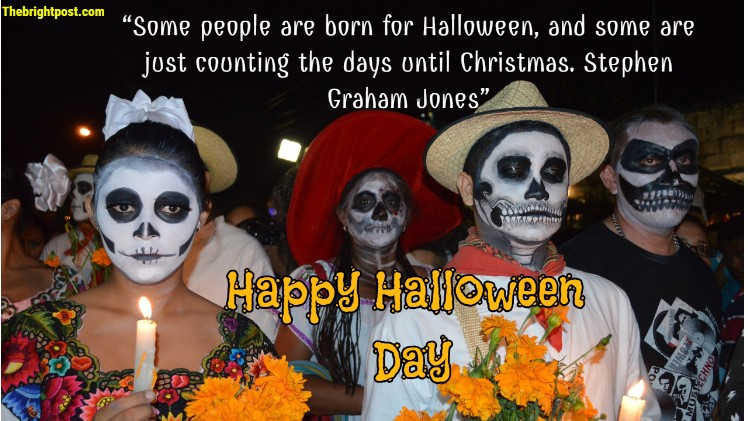 Thebrightpost.com
“Some people are born for Halloween, and some are
just counting the days until Christmas. Stephen
Graham Jones”
Happy Halloween
Day